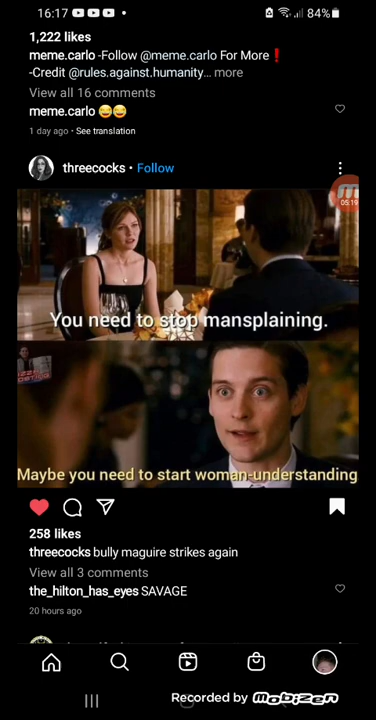 16:17
84%
1,222 likes
meme.carlo -Follow @meme.carlo For More❗
-Credit @rules.against.humanity... more
View all 16 comments
meme.carlo 😅😅
1 day ago • See translation
threecocks • Follow
05:19
You need to stop mansplaining.
Maybe you need to start woman-understanding
258 likes
threecocks bully maguire strikes again
View all 3 comments
the_hilton_has_eyes SAVAGE
20 hours ago
Recorded by mobizen